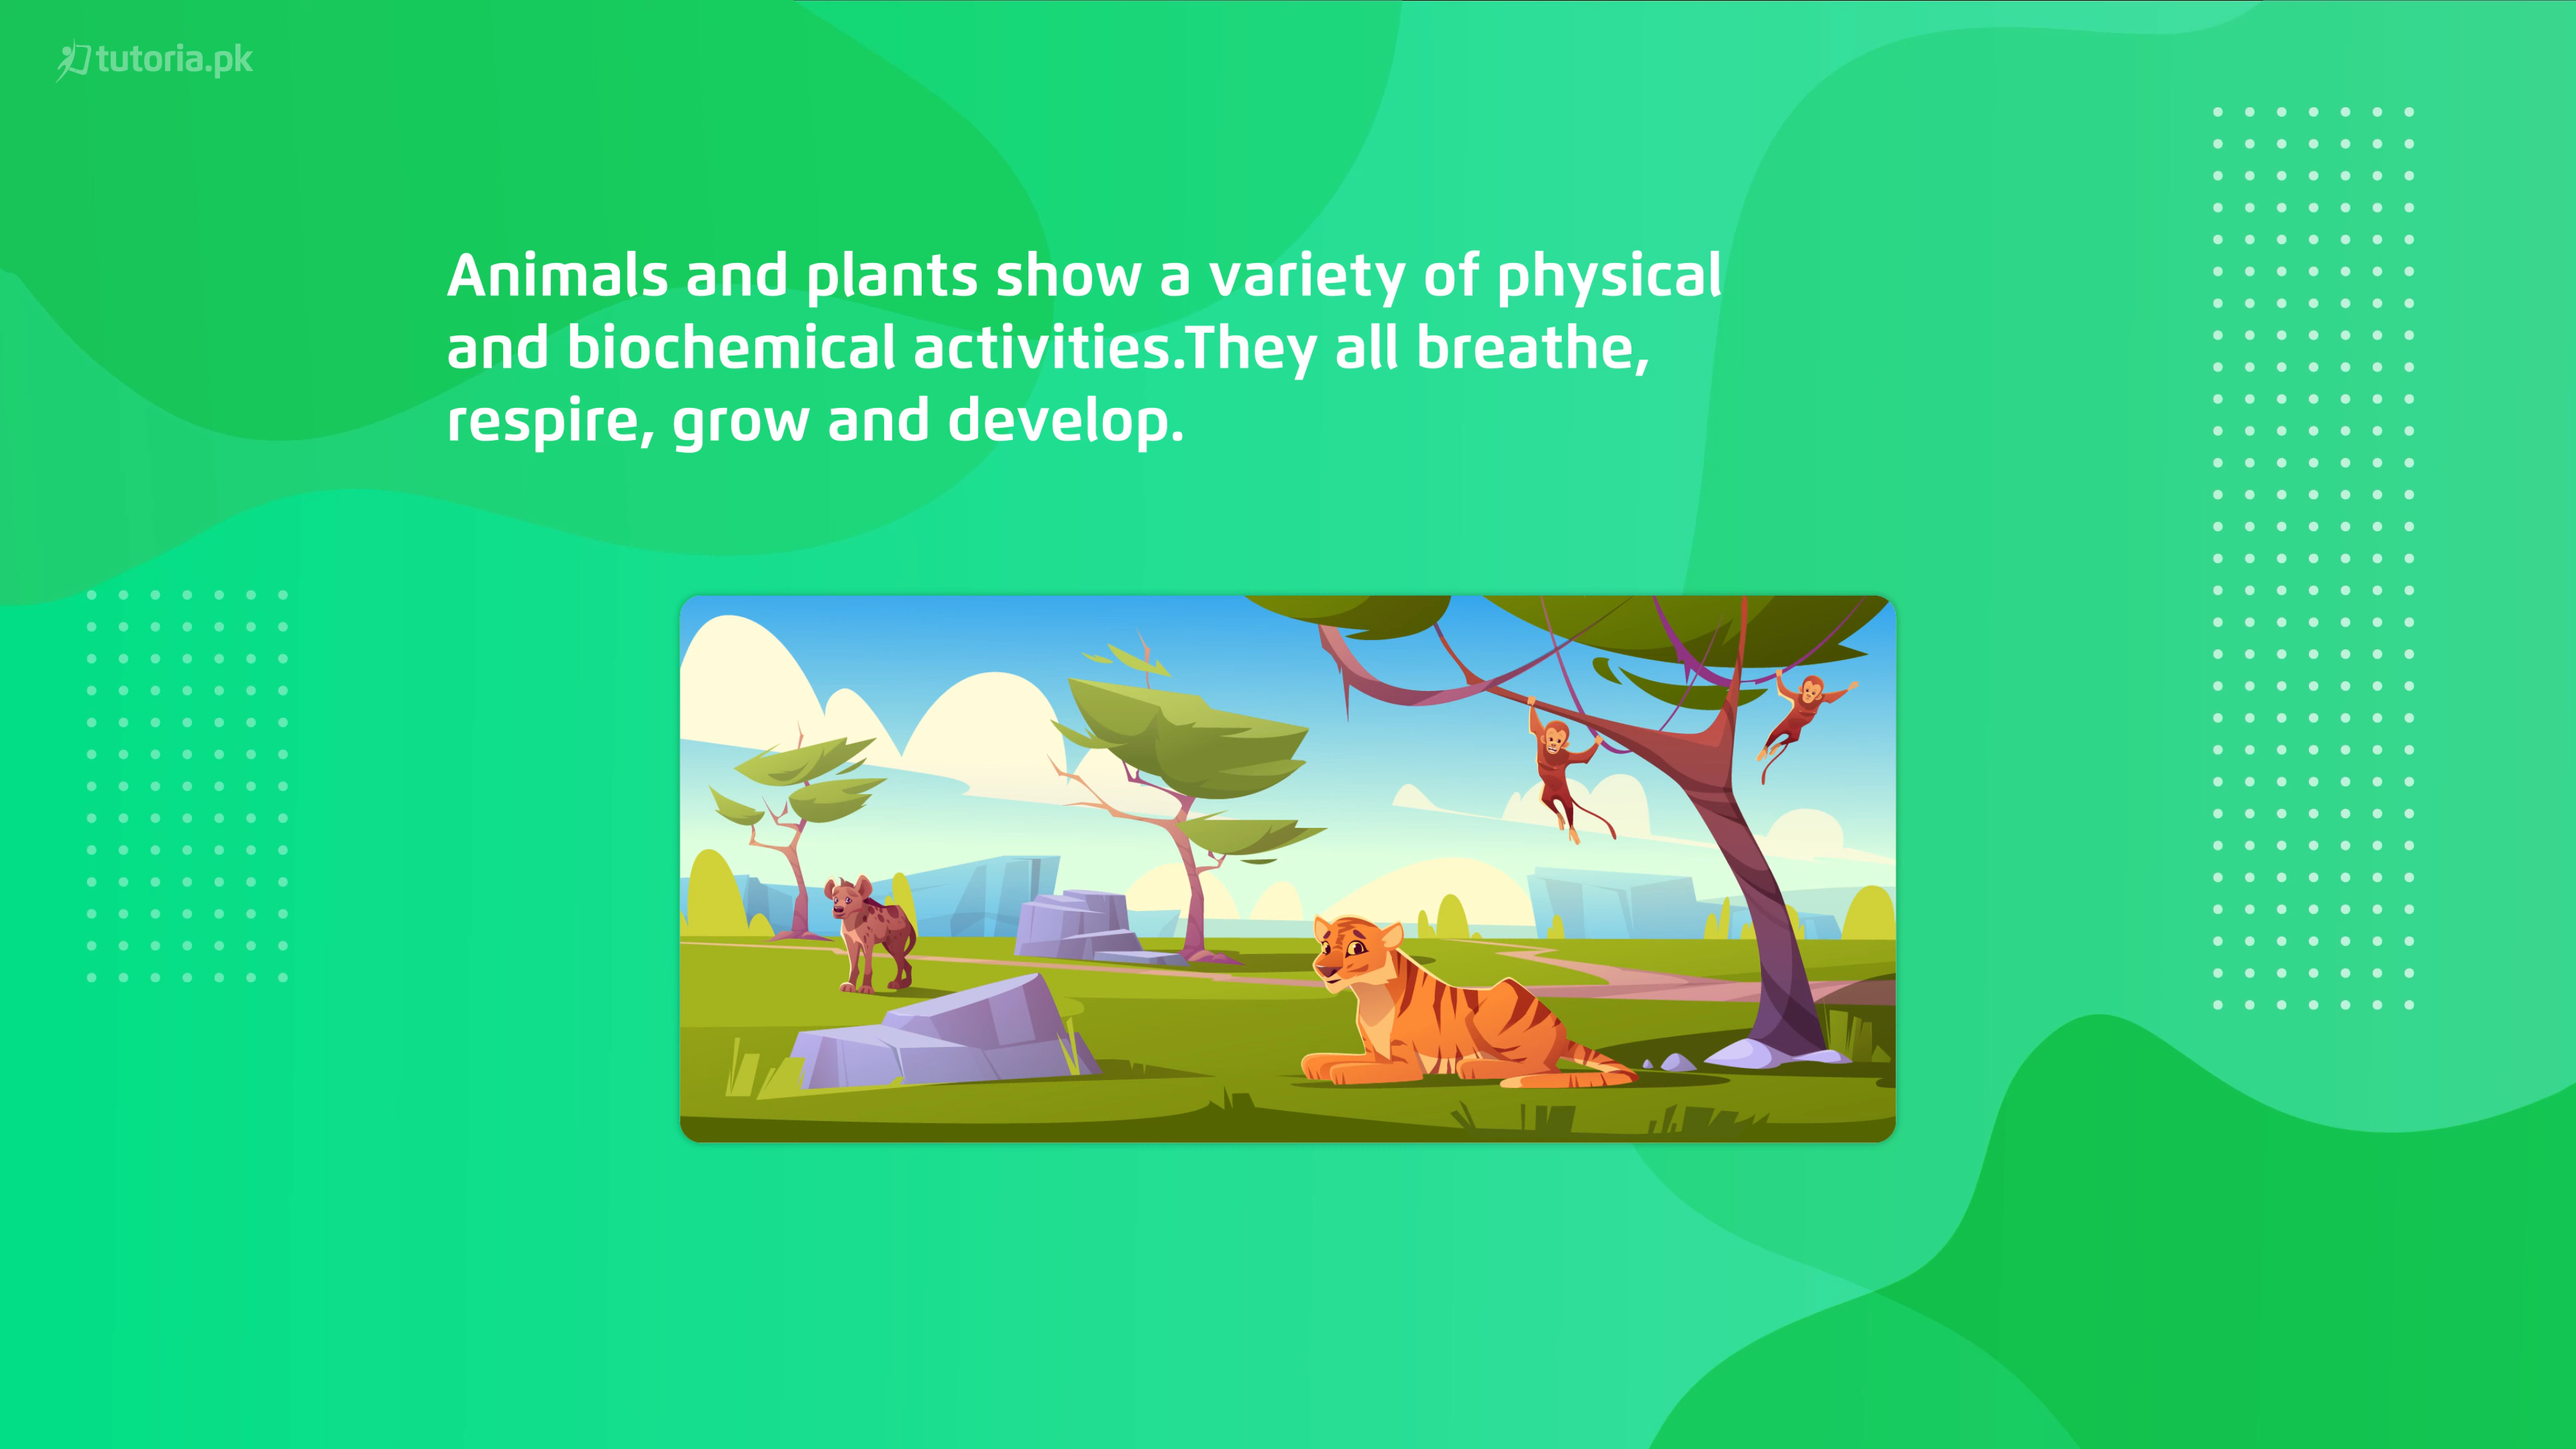 tutoria.pk
Animals and plants show a variety of physical
and biochemical activities.They all breathe,
respire, grow and develop.